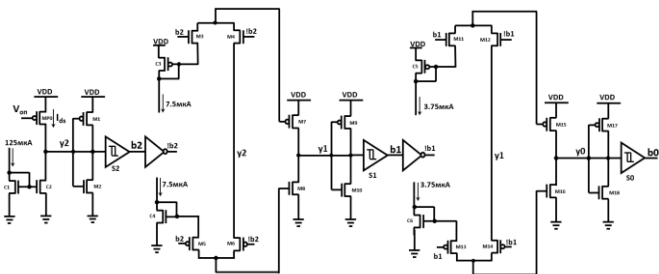 b2 M3 M4 !b2
VDD
C3
7.5мкА
VDD VDD
Von MP0 Ids M1
125мкА y2 b2 !b2
S2
C1 C2 M2
y2
7.5мкА
C4
b2 M5 M6 !b2
VDD VDD
M7 M9
y1 b1 !b1
S1
M8 M10
b1 M11 M12 !b1
VDD
C5
3.75мкА
y1
3.75мкА
C6
b1 M13 M14 !b1
VDD VDD
M15 M17
y0 b0
S0
M16 M18